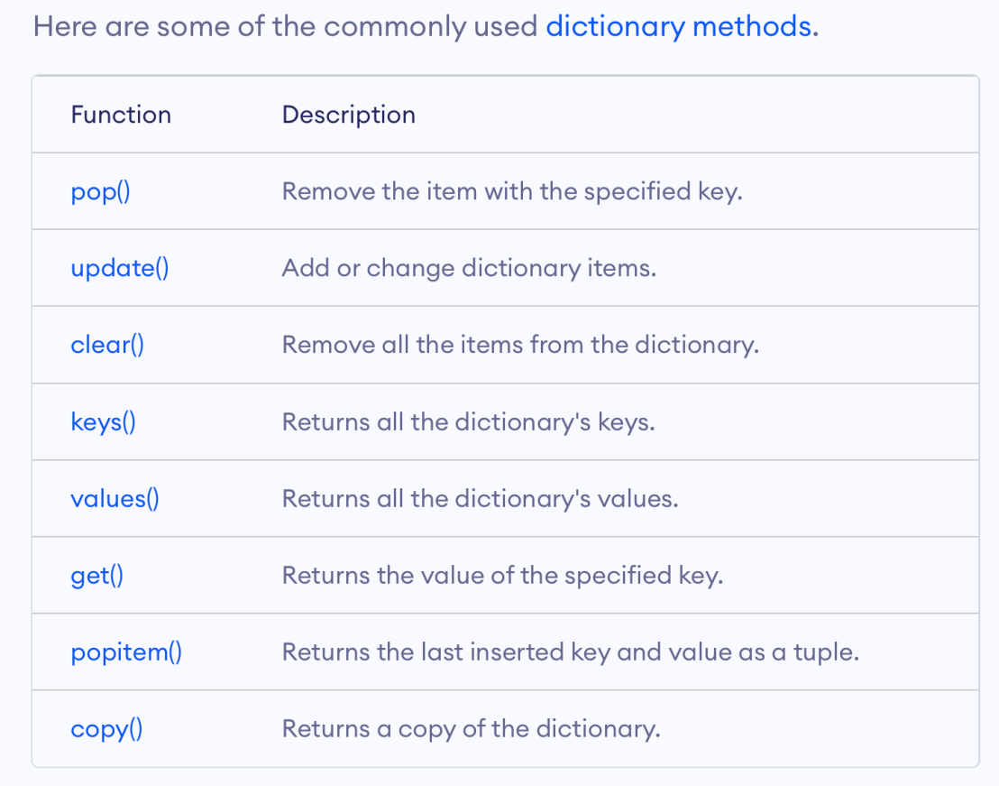 Here are some of the commonly used dictionary methods.
Function Description
pop() Remove the item with the specified key.
update() Add or change dictionary items.
clear() Remove all the items from the dictionary.
keys() Returns all the dictionary's keys.
values() Returns all the dictionary's values.
get() Returns the value of the specified key.
popitem() Returns the last inserted key and value as a tuple.
copy() Returns a copy of the dictionary.